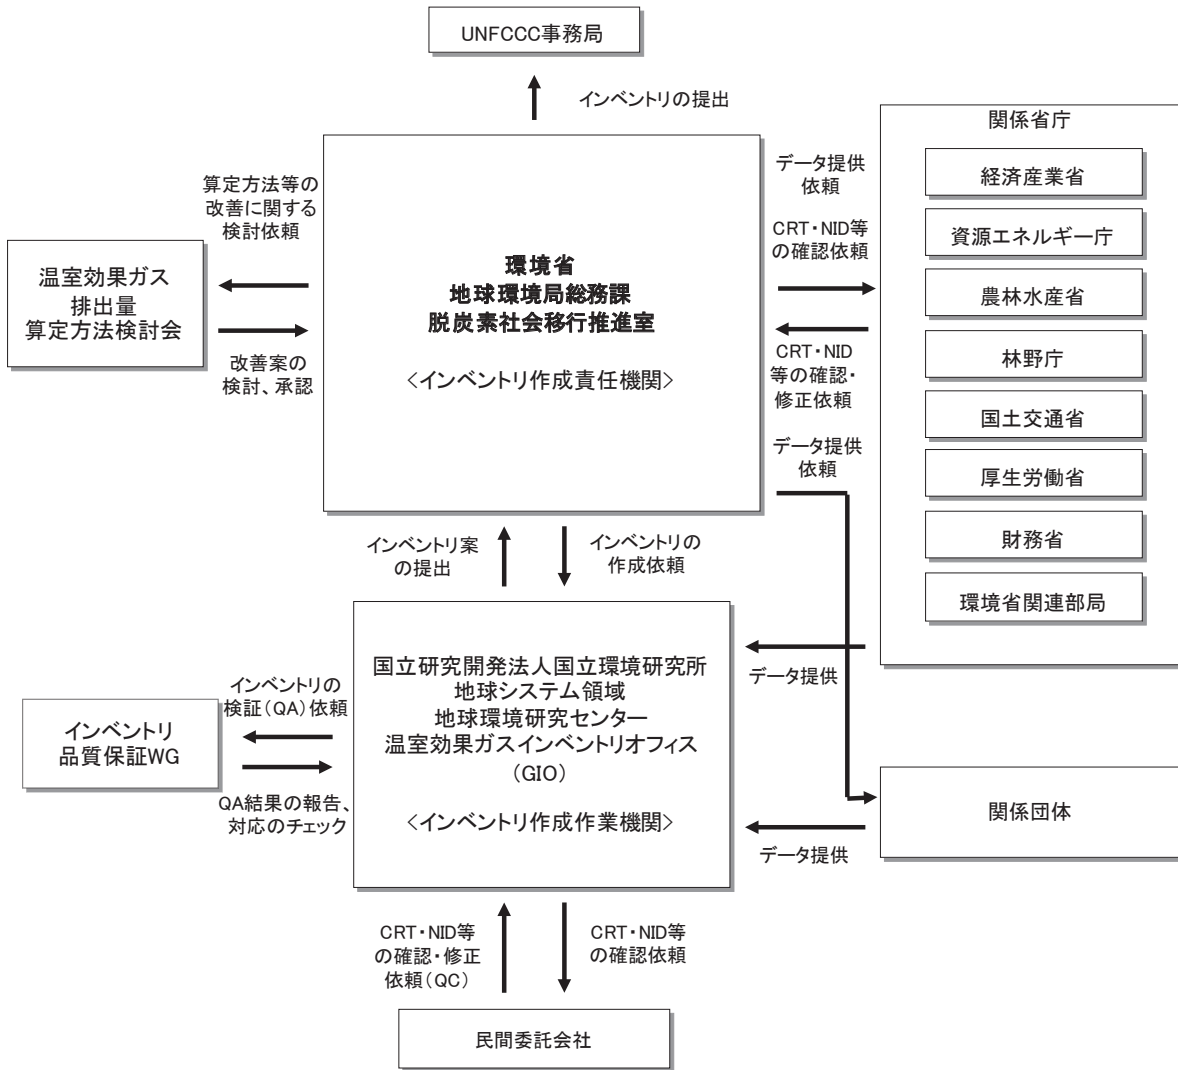 UNFCCC事務局
インベントリの提出
関係省庁
経済産業省
資源エネルギー庁
農林水産省
林野庁
国土交通省
厚生労働省
財務省
環境省関連部局
データ提供
依頼
CRT・NID等
の確認依頼
CRT・NID
等の確認・
修正依頼
データ提供
依頼
算定方法等の
改善に関する
検討依頼
温室効果ガス
排出量
算定方法検討会
改善案の
検討、承認
環境省
地球環境局総務課
脱炭素社会移行推進室
<インベントリ作成責任機関>
インベントリ案
の提出
インベントリの
作成依頼
国立研究開発法人国立環境研究所
地球システム領域
地球環境研究センター
温室効果ガスインベントリオフィス
(GIO)
<インベントリ作成作業機関>
データ提供
インベントリの
検証(QA)依頼
インベントリ
品質保証WG
QA結果の報告、
対応のチェック
関係団体
データ提供
CRT・NID等
の確認・修正
依頼(QC)
CRT・NID等
の確認依頼
民間委託会社